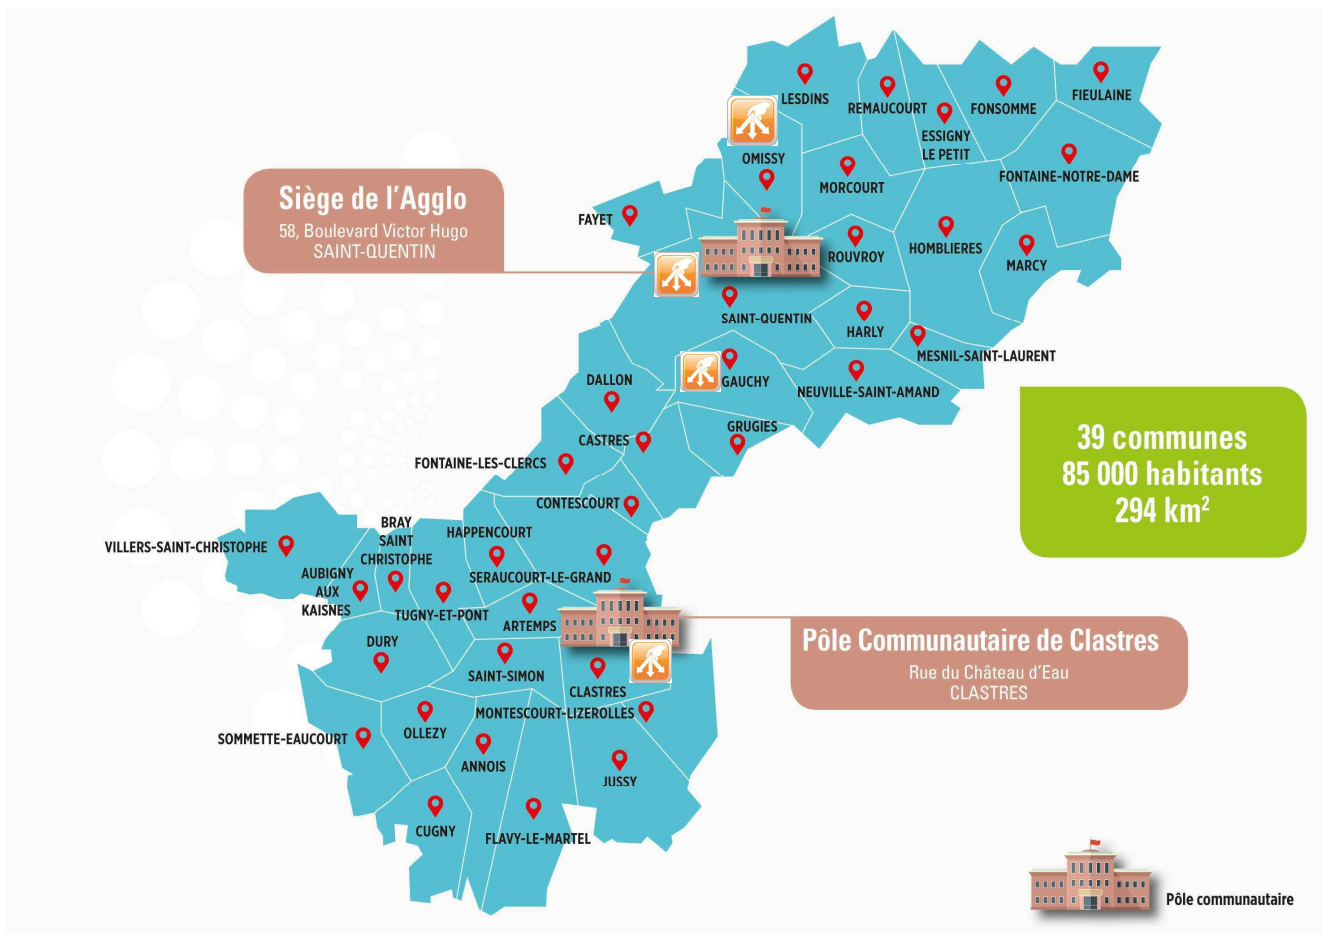 LESDINS
REMAUCOURT
ESSIGNY
LE PETIT
FONSOMME
FIEULAINE
OMISSY
MORCOURT
FONTAINE-NOTRE-DAME
Siège de l'Agglo
58, Boulevard Victor Hugo
SAINT-QUENTIN
FAYET
ROUVROY
HOMBLIERES
MARCY
SAINT-QUENTIN
HARLY
MESNIL-SAINT-LAURENT
DALLON
GAUCHY
NEUVILLE-SAINT-AMAND
CASTRES
GRUGIES
39 communes
85 000 habitants
294 km²
FONTAINE-LES-CLERCS
CONTESCOURT
VILLERS-SAINT-CHRISTOPHE
BRAY
SAINT
CHRISTOPHE
HAPPENCOURT
AUBIGNY
AUX
KAISNES
SERAUCOURT-LE-GRAND
TUGNY-ET-PONT
ARTEMPS
DURY
SAINT-SIMON
CLASTRES
Pôle Communautaire de Clastres
Rue du Château d'Eau
CLASTRES
MONTESCOURT-LIZEROLLES
SOMMETTE-EAUCOURT
OLLEZY
ANNOIS
JUSSY
CUGNY
FLAVY-LE-MARTEL
Pôle communautaire